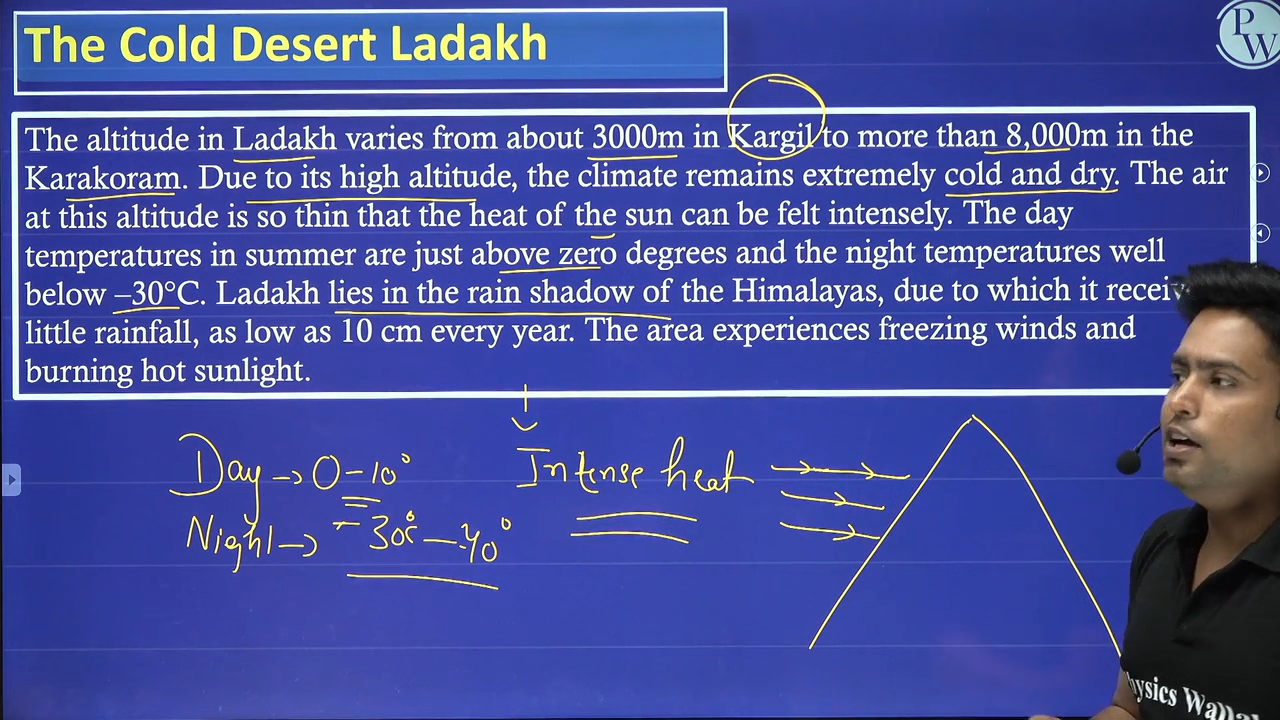 The Cold Desert Ladakh
PW
The altitude in Ladakh varies from about 3000m in Kargil to more than 8,000m in the
Karakoram. Due to its high altitude, the climate remains extremely cold and dry. The air
at this altitude is so thin that the heat of the sun can be felt intensely. The day
temperatures in summer are just above zero degrees and the night temperatures well
below –30°C. Ladakh lies in the rain shadow of the Himalayas, due to which it receiv
little rainfall, as low as 10 cm every year. The area experiences freezing winds and
burning hot sunlight.
Day → 0-10°
Intense heat
Night → -30°c - -40°
hysics Walla